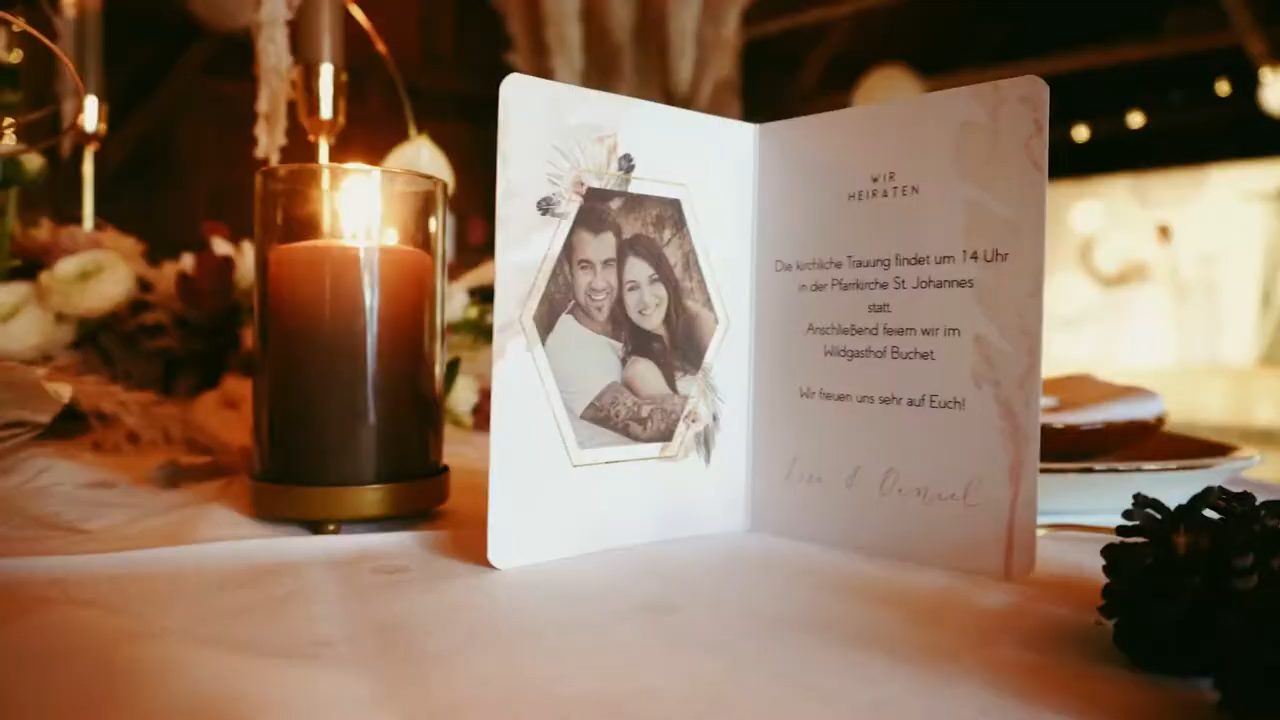 WIR
HEIRATEN
Die kirchliche Trauung findet um 14 Uhr
in der Pfarrkirche St. Johannes
statt.
Anschließend feiern wir im
Wildgasthof Buchet.
Wir freuen uns sehr auf Euch!
& Daniel